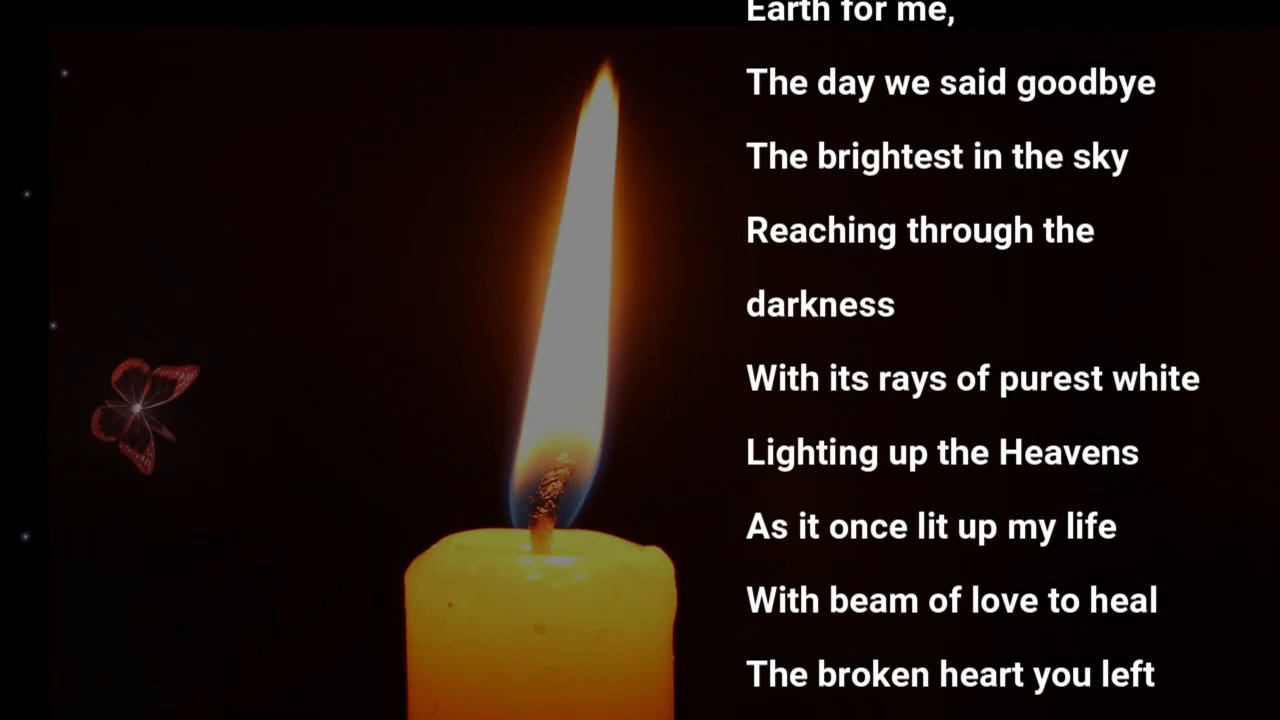 Earth for me,
The day we said goodbye
The brightest in the sky
Reaching through the
darkness
With its rays of purest white
Lighting up the Heavens
As it once lit up my life
With beam of love to heal
The broken heart you left